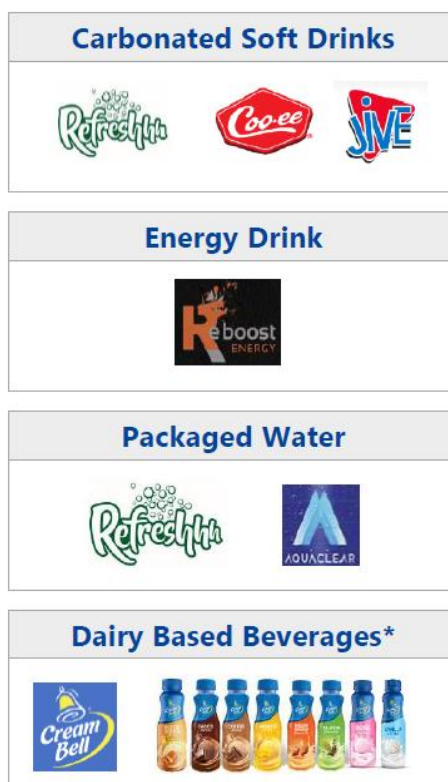 Carbonated Soft Drinks
Refreshhh
Coo-ee
JiVE
Energy Drink
Reboost
ENERGY
Packaged Water
Refreshhh
AQUACLEAR
Dairy Based Beverages*
Cream
Bell